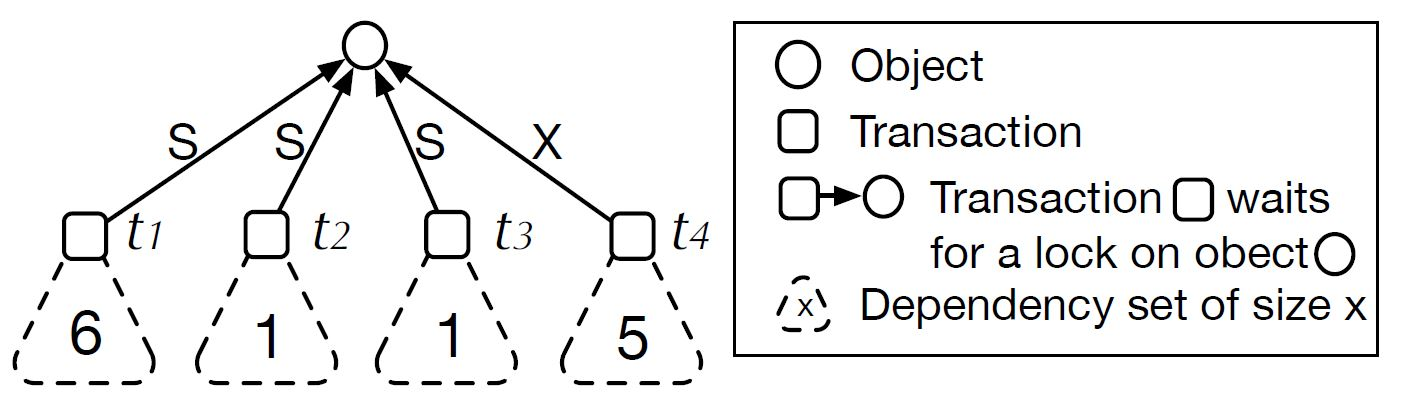 S S S X
t1 t2 t3 t4
6 1 1 5
Object
Transaction
Transaction waits
for a lock on obect
x Dependency set of size x